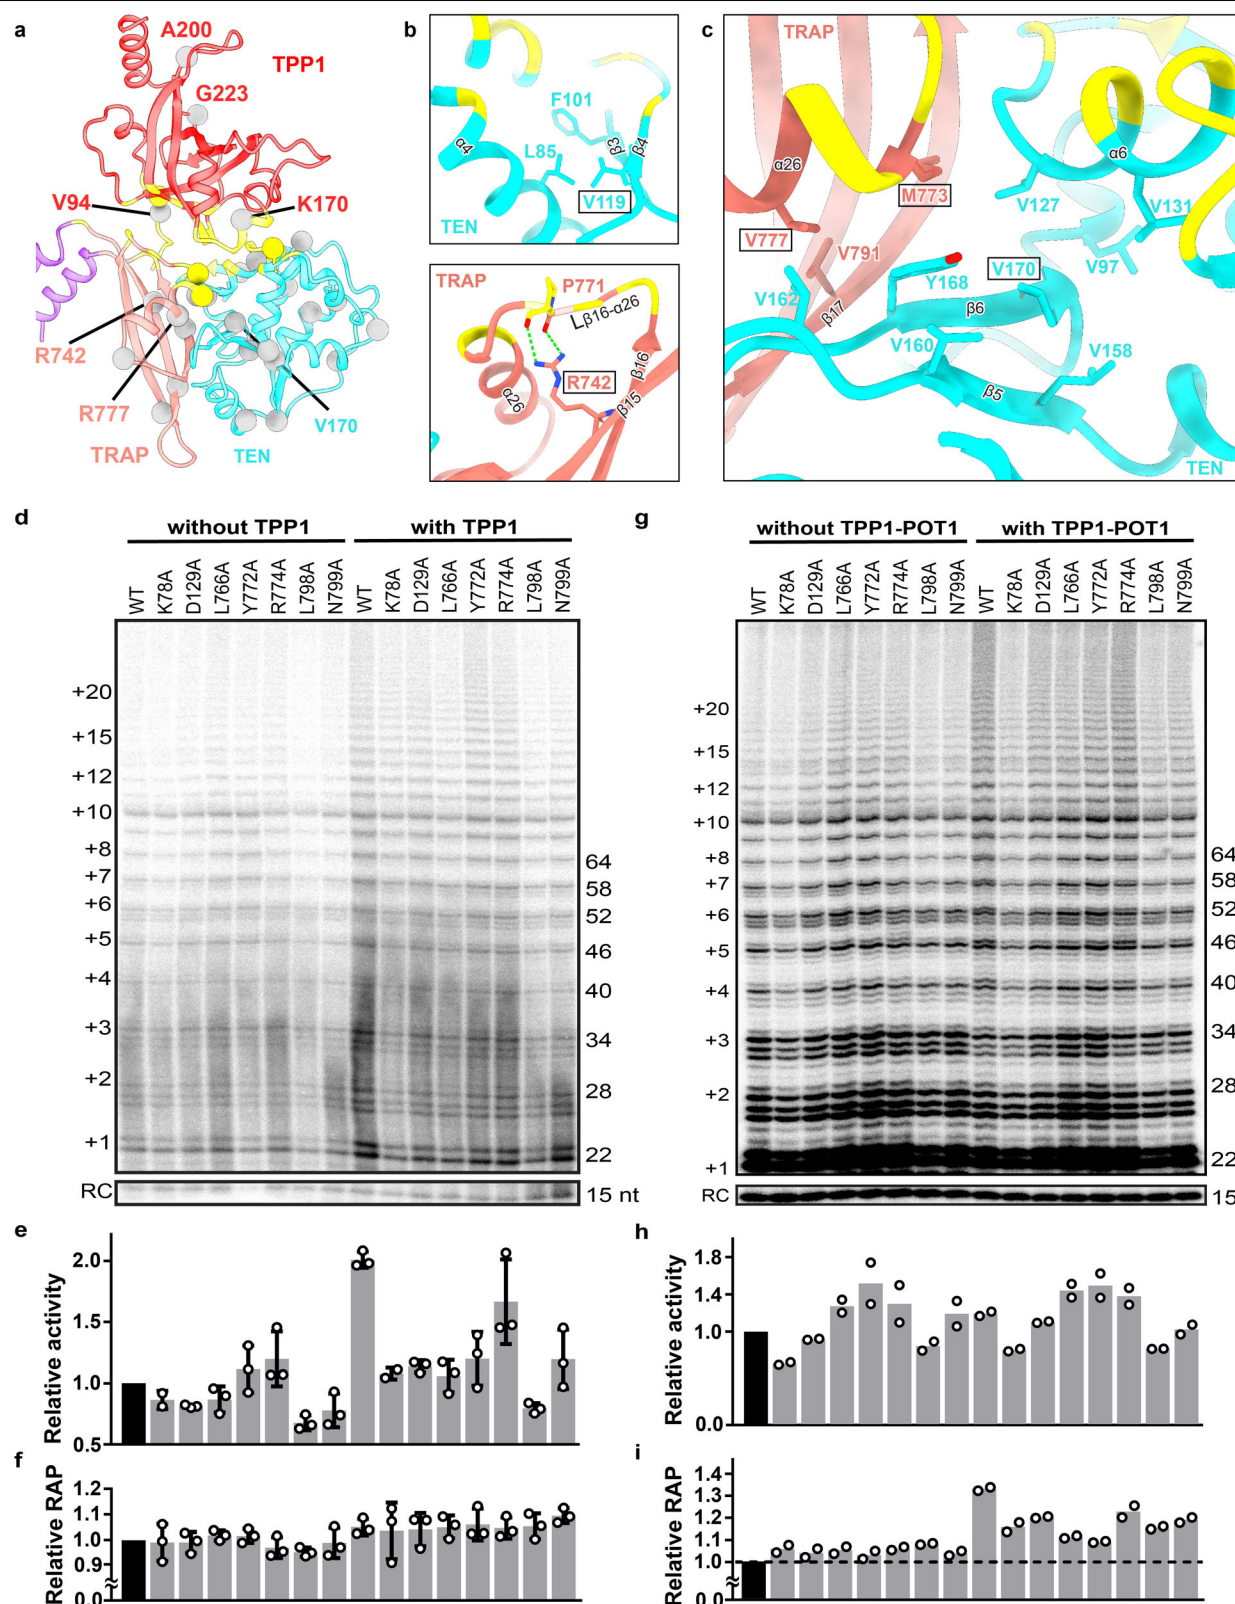 a
A200
TPP1
G223
V94
K170
R742
R777
V170
TRAP
TEN
b
F101
α4
L85
β3
β4
V119
TEN
TRAP
P771
Lβ16-α26
R742
α26
β16
β15
c
TRAP
α26
M773
V777
V791
V162
β17
Y168
V170
β6
V127
α6
V131
V97
V160
β5
V158
TEN
d
without TPP1
with TPP1
WT
K78A
D129A
L766A
Y772A
R774A
L798A
N799A
WT
K78A
D129A
L766A
Y772A
R774A
L798A
N799A
+20
+15
+12
+10
+8
+7
+6
+5
+4
+3
+2
+1
64
58
52
46
40
34
28
22
RC
15 nt
g
without TPP1-POT1
with TPP1-POT1
WT
K78A
D129A
L766A
Y772A
R774A
L798A
N799A
WT
K78A
D129A
L766A
Y772A
R774A
L798A
N799A
+20
+15
+12
+10
+8
+7
+6
+5
+4
+3
+2
+1
64
58
52
46
40
34
28
22
RC
15
e
Relative activity
2.0
1.5
1.0
0.5
f
Relative RAP
1.2
1.1
1.0
0.9
0.0
h
Relative activity
1.8
1.4
1.0
0.0
i
Relative RAP
1.4
1.3
1.2
1.1
1.0
0.0